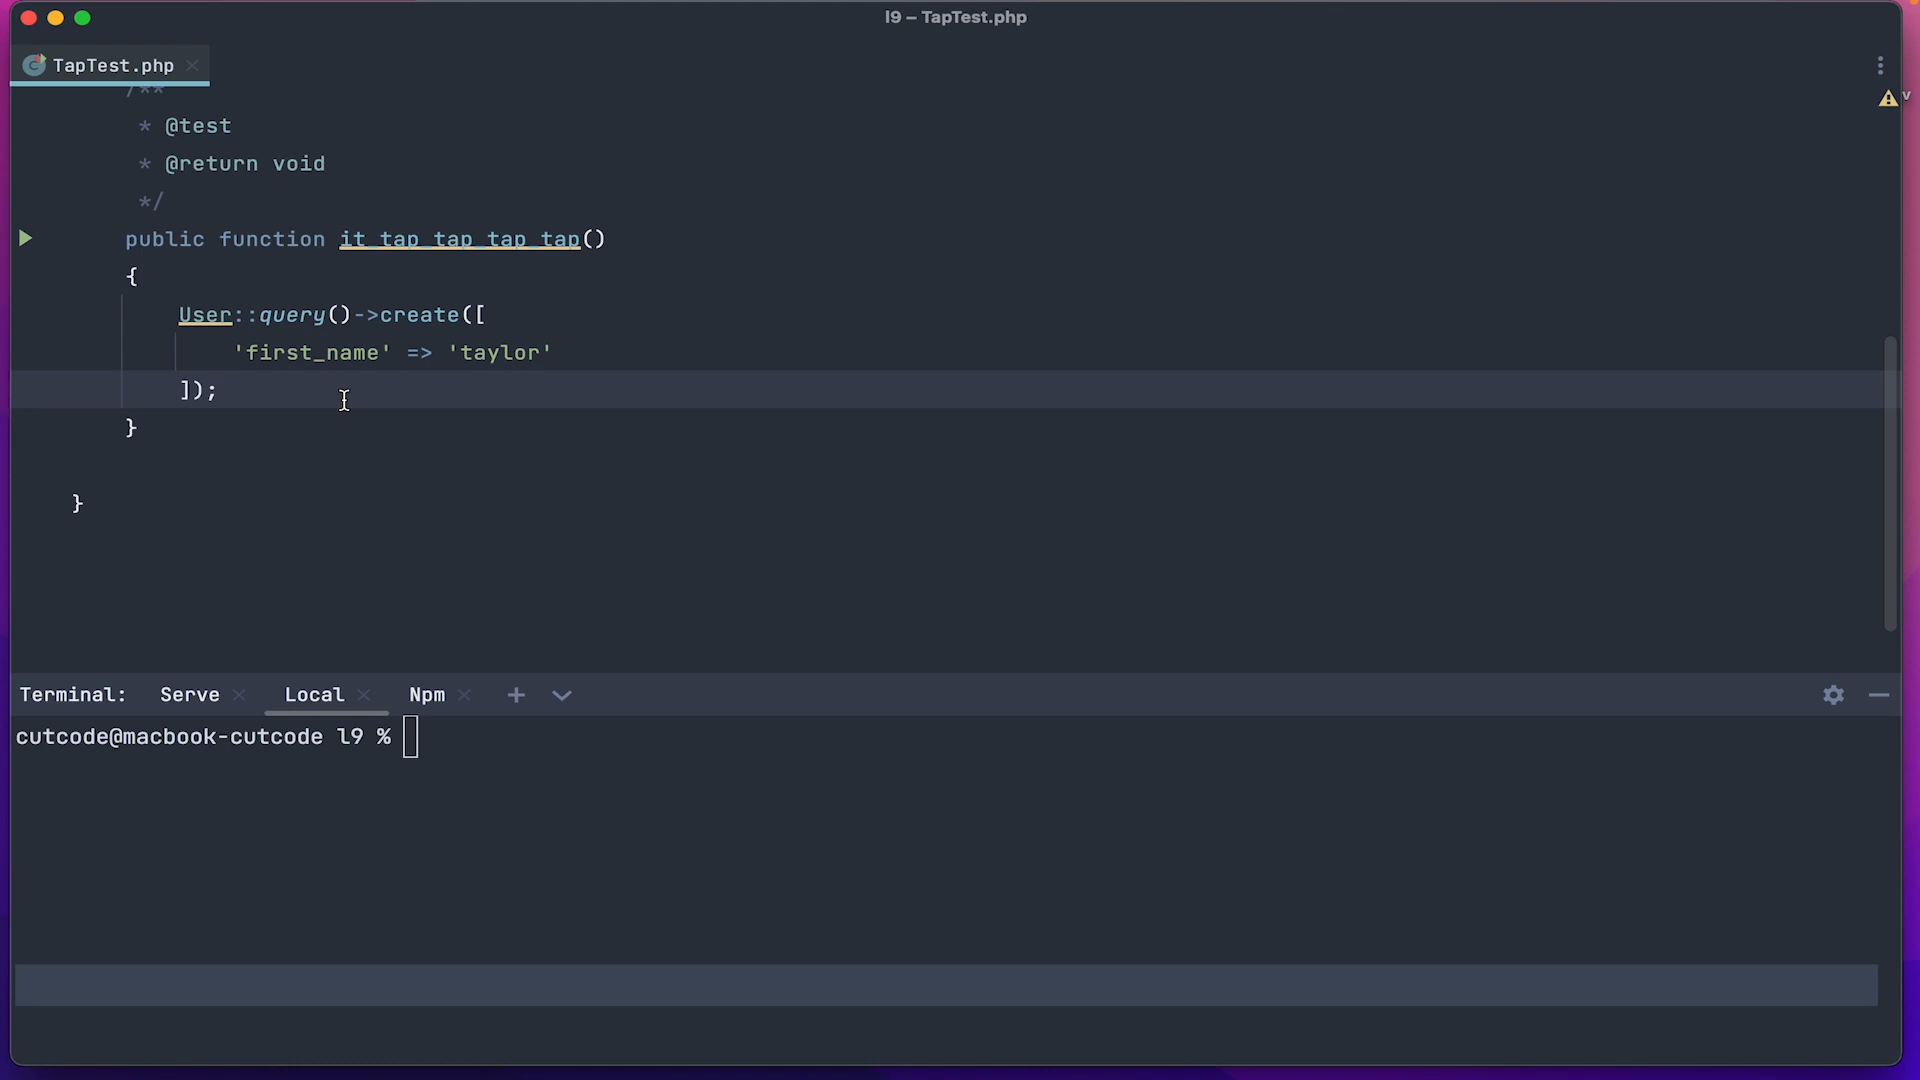 l9 – TapTest.php
TapTest.php
/**
* @test
* @return void
*/
public function it_tap_tap_tap_tap()
{
User::query()->create([
'first_name' => 'taylor'
]);
}
}
Terminal: Serve Local Npm
cutcode@macbook-cutcode l9 %